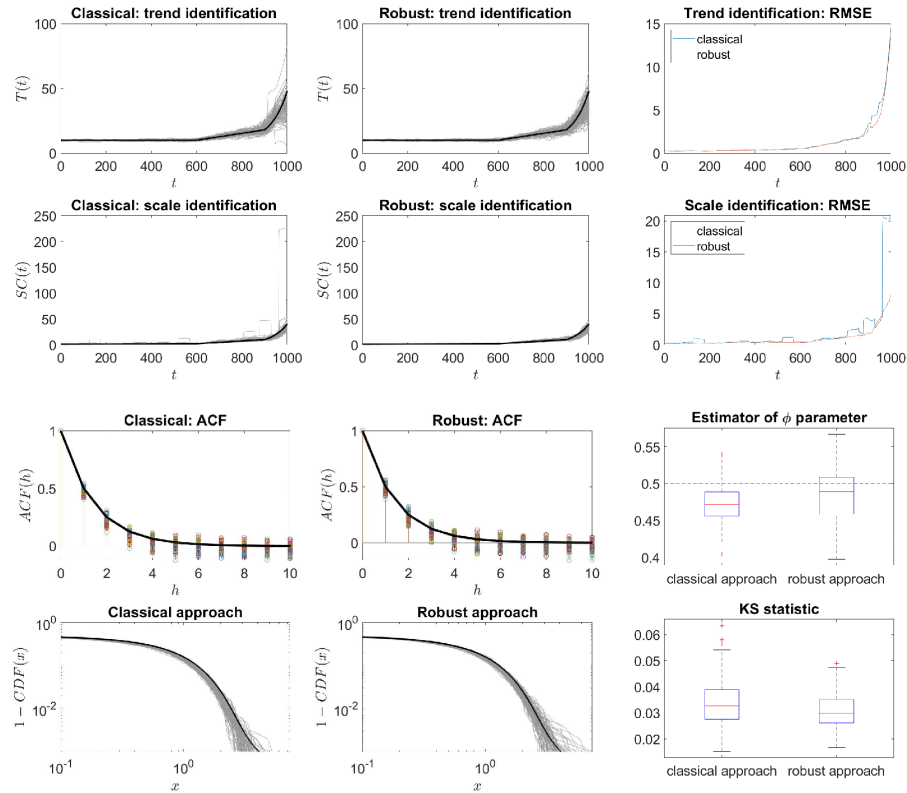 Classical: trend identification
100
50
0
T(t)
0 200 400 600 800 1000
t
Robust: trend identification
100
50
0
T(t)
0 200 400 600 800 1000
t
Trend identification: RMSE
15
10
5
0
classical
robust
0 200 400 600 800 1000
t
Classical: scale identification
250
200
150
100
50
0
SC(t)
0 200 400 600 800 1000
t
Robust: scale identification
250
200
150
100
50
0
SC(t)
0 200 400 600 800 1000
t
Scale identification: RMSE
20
15
10
5
0
classical
robust
0 200 400 600 800 1000
t
Classical: ACF
1
0.5
0
ACF(h)
0 2 4 6 8 10
h
Robust: ACF
1
0.5
0
ACF(h)
0 2 4 6 8 10
h
Estimator of ϕ parameter
0.55
0.5
0.45
0.4
classical approach robust approach
Classical approach
10^0
10^-2
1 − CDF(x)
10^-1 10^0
x
Robust approach
10^0
10^-2
1 − CDF(x)
10^-1 10^0
x
KS statistic
0.06
0.05
0.04
0.03
0.02
classical approach robust approach